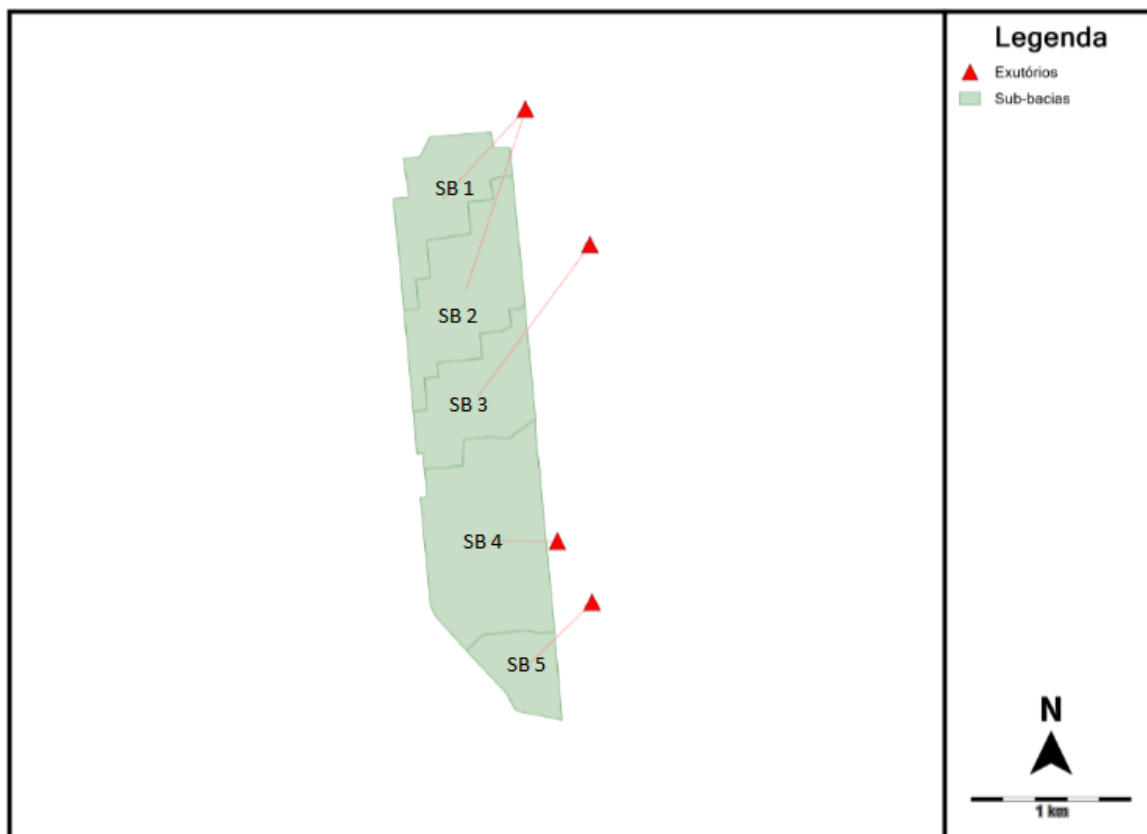 Legenda
Exutórios
Sub-bacias
SB 1
SB 2
SB 3
SB 4
SB 5
N
1 km